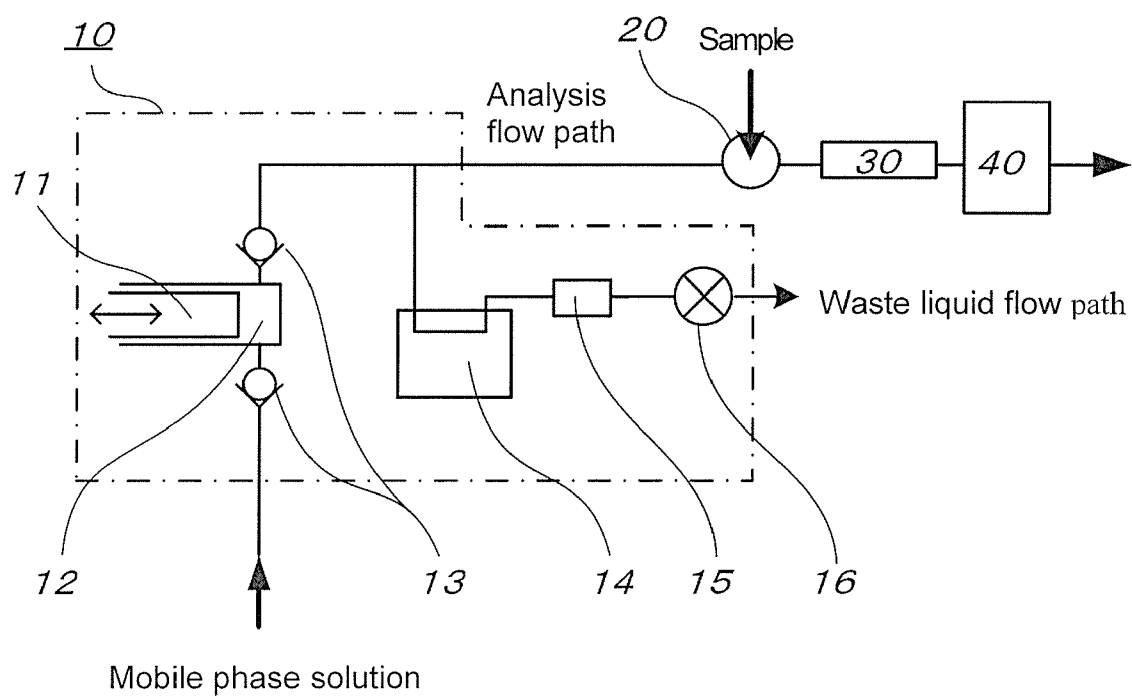 10
20
Sample
Analysis
flow path
11
30
40
Waste liquid flow path
12
13
14
15
16
Mobile phase solution